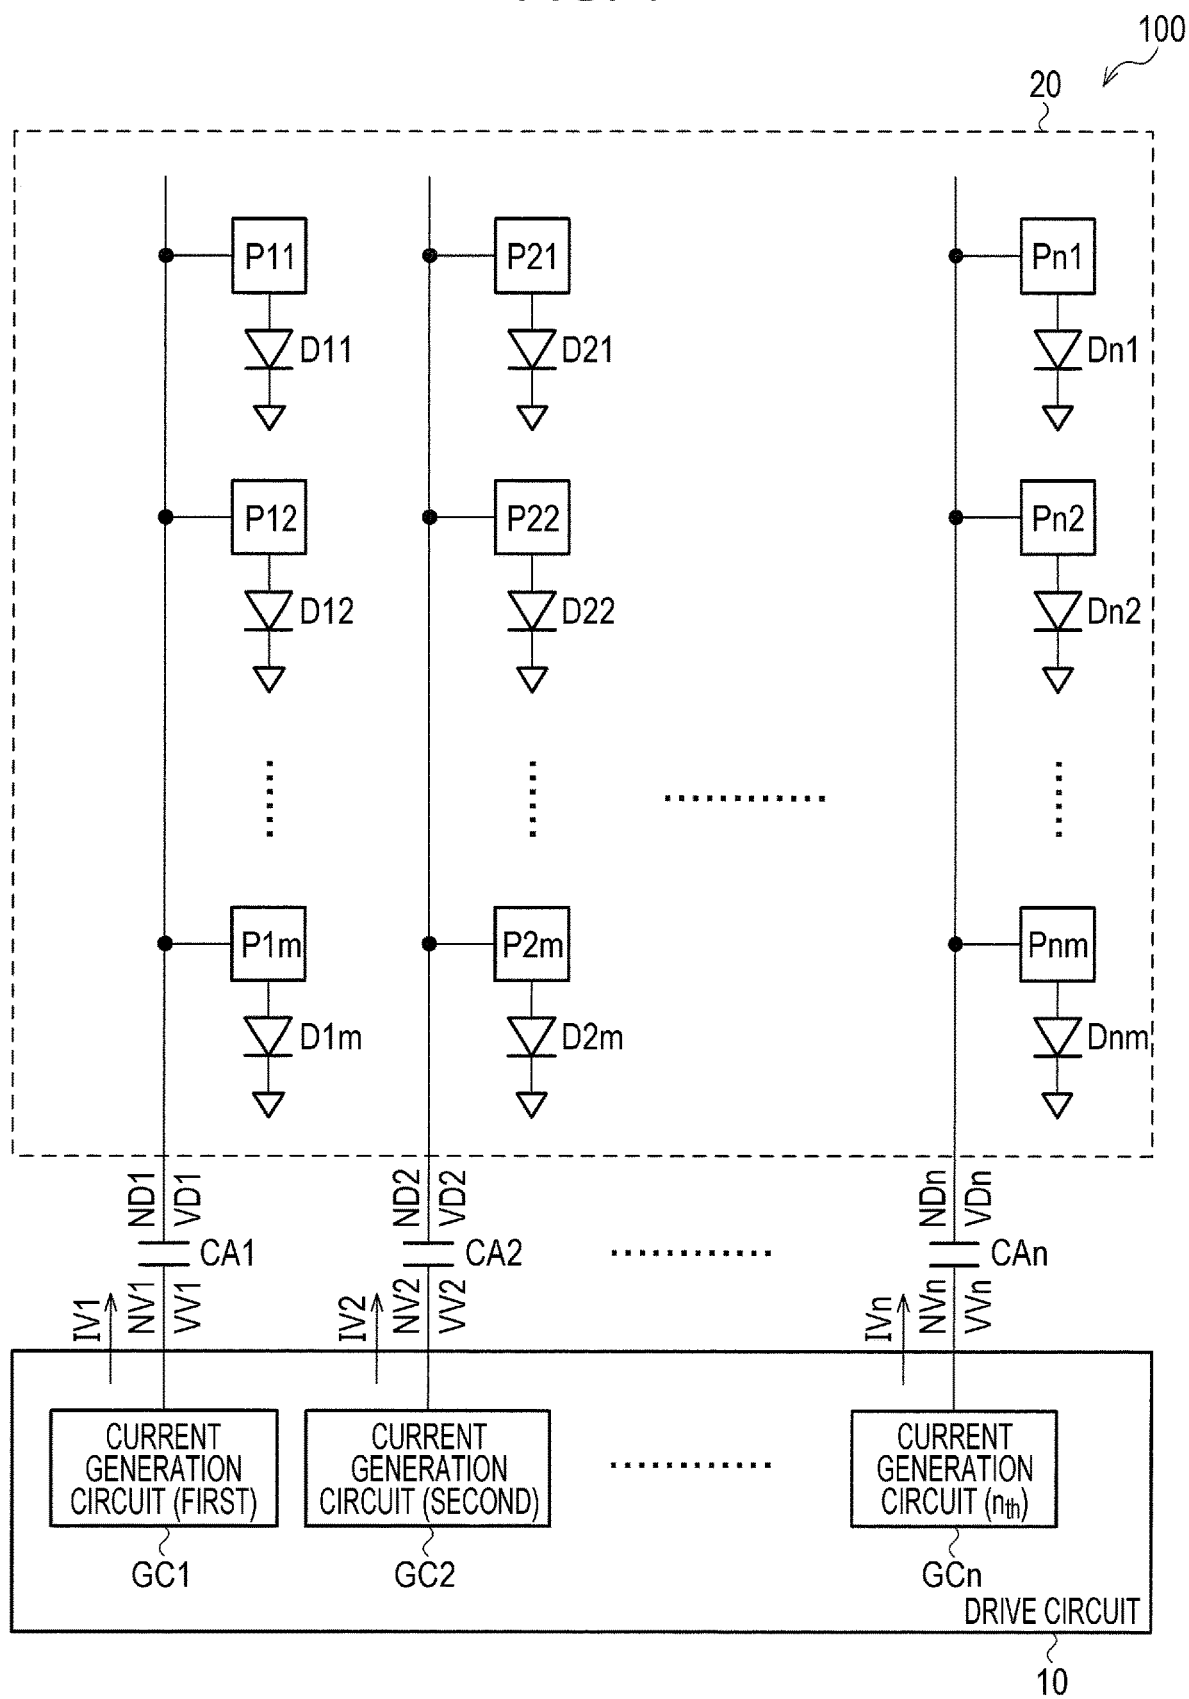 100
20
P11 P21 Pn1
D11 D21 Dn1
P12 P22 Pn2
D12 D22 Dn2
P1m P2m Pnm
D1m D2m Dnm
ND1 VD1 ND2 VD2 NDn VDn
CA1 CA2 CAn
IV1 NV1 VV1 IV2 NV2 VV2 IVn NVn VVn
CURRENT GENERATION CIRCUIT (FIRST)
CURRENT GENERATION CIRCUIT (SECOND)
CURRENT GENERATION CIRCUIT (nth)
GC1 GC2 GCn
DRIVE CIRCUIT
10